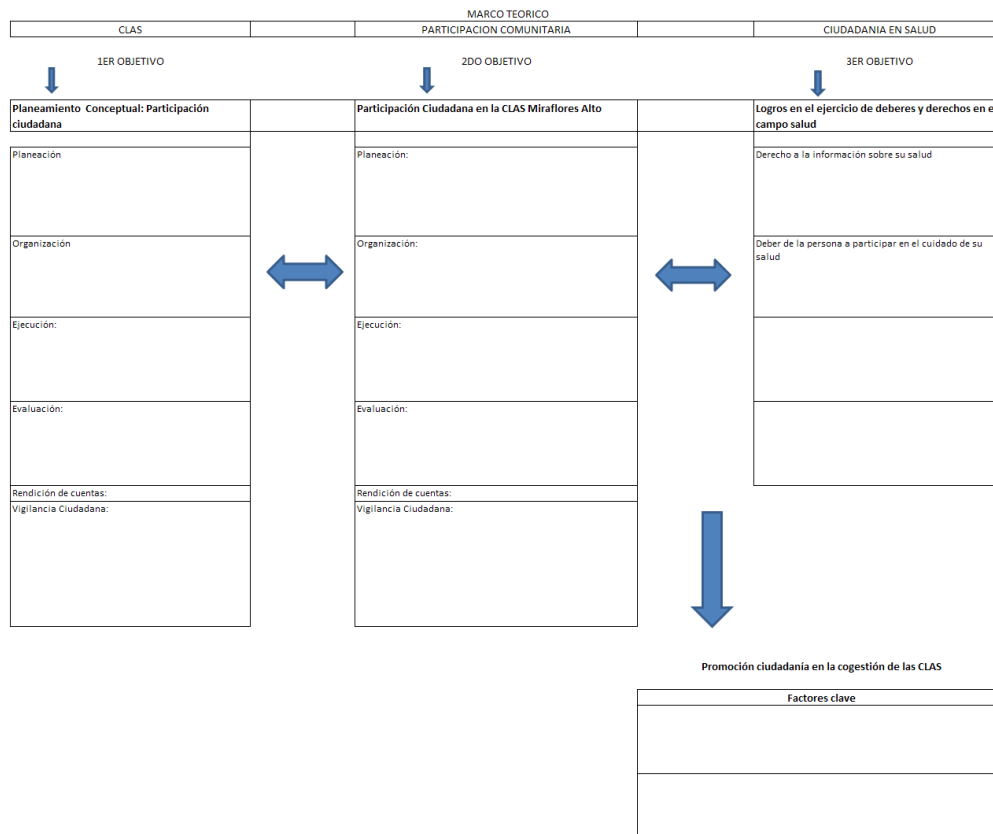 MARCO TEORICO
CLAS
PARTICIPACION COMUNITARIA
CIUDADANIA EN SALUD
1ER OBJETIVO
2DO OBJETIVO
3ER OBJETIVO
Planeamiento Conceptual: Participación
ciudadana
Participación Ciudadana en la CLAS Miraflores Alto
Logros en el ejercicio de deberes y derechos en e
campo salud
Planeación
Planeación:
Derecho a la información sobre su salud
Organización
Organización:
Deber de la persona a participar en el cuidado de su
salud
Ejecución:
Ejecución:
Evaluación:
Evaluación:
Rendición de cuentas:
Rendición de cuentas:
Vigilancia Ciudadana:
Vigilancia Ciudadana:
Promoción ciudadanía en la cogestión de las CLAS
Factores clave